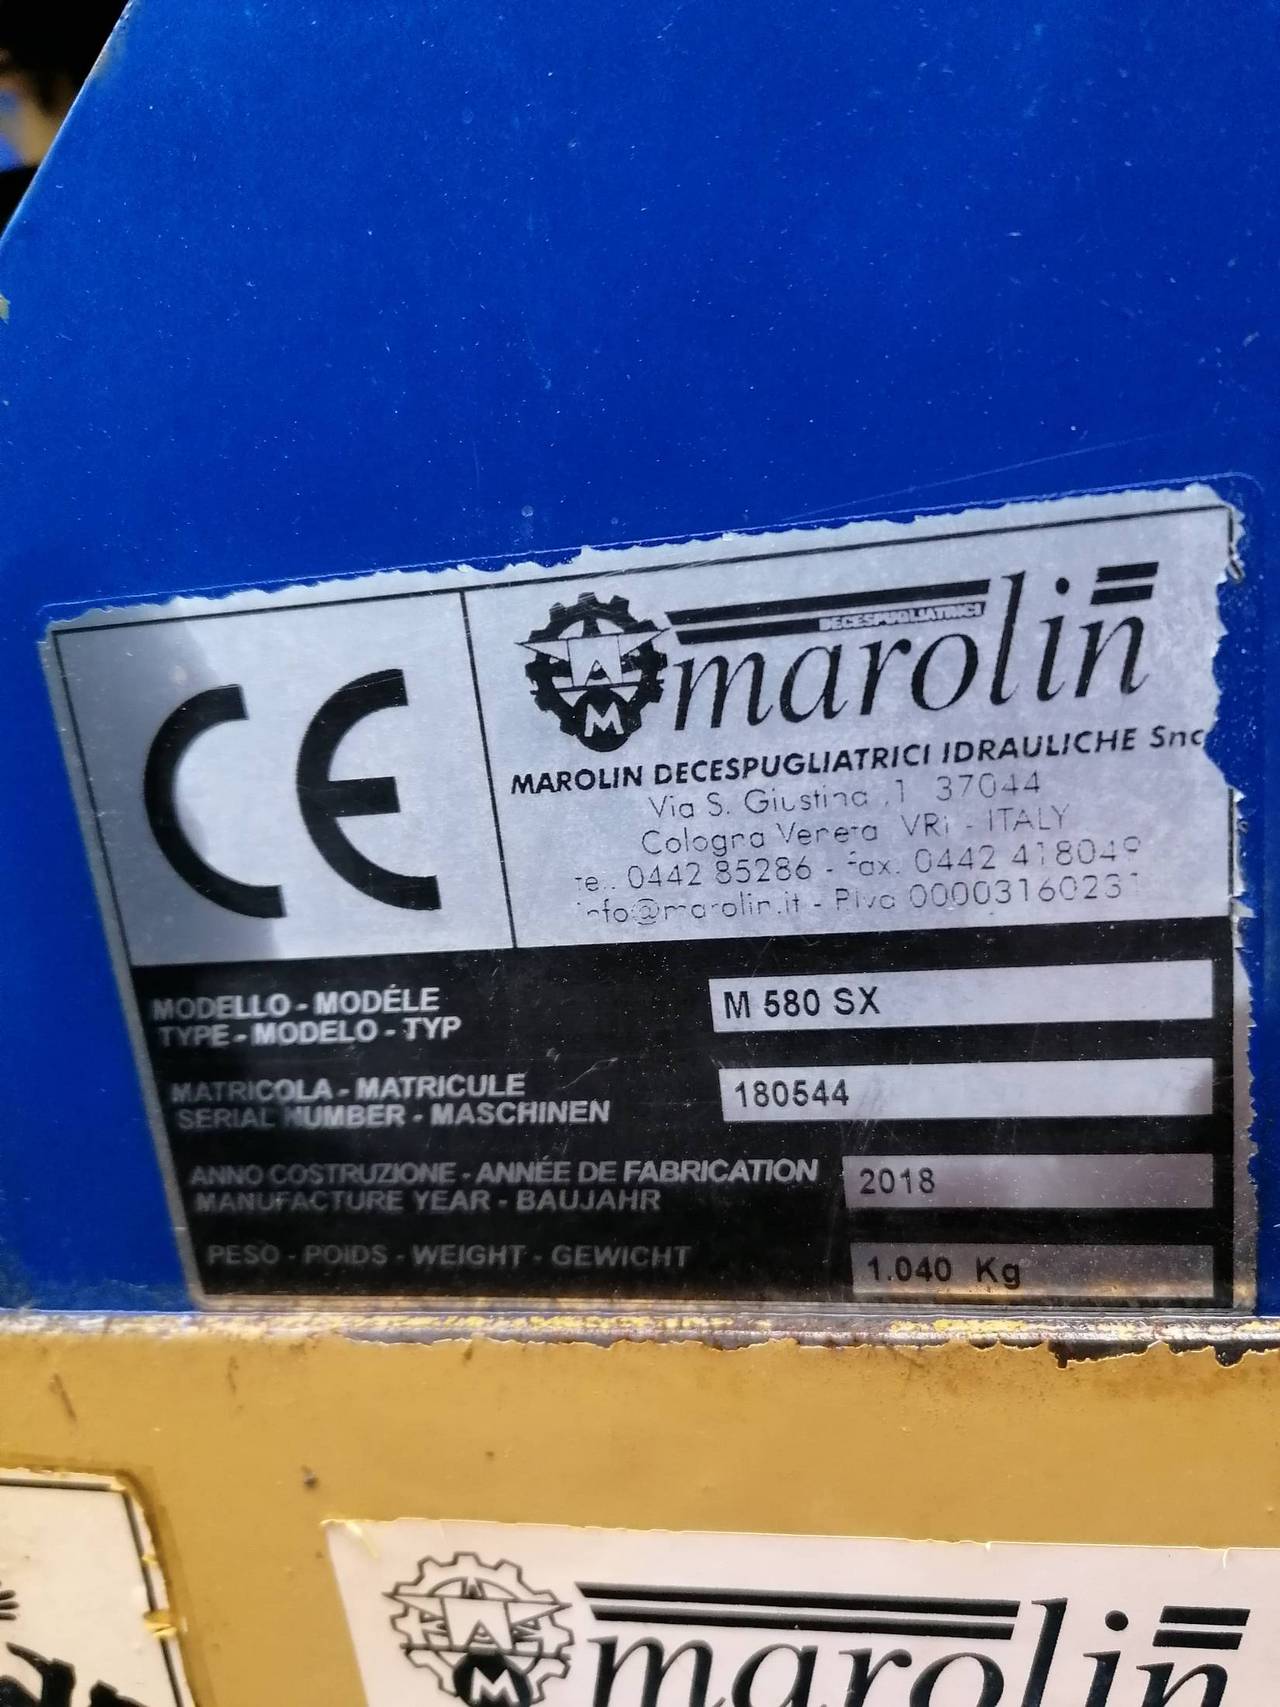 CE
DECESPUGLIATRICI
marolin
M
MAROLIN DECESPUGLIATRICI IDRAULICHE Snc
Via S. Giustina ,1 37044
Cologna Veneta VR - ITALY
Tel. 0442 85286 - fax. 0442 418049
info@marolin.it - P.Iva 00003160231
MODELLO - MODÉLE
TYPE - MODELO - TYP
M 580 SX
MATRICOLA - MATRICULE
SERIAL NUMBER - MASCHINEN
180544
ANNO COSTRUZIONE - ANNÉE DE FABRICATION
MANUFACTURE YEAR - BAUJAHR
2018
PESO - POIDS - WEIGHT - GEWICHT
1.040 Kg
M
marolin